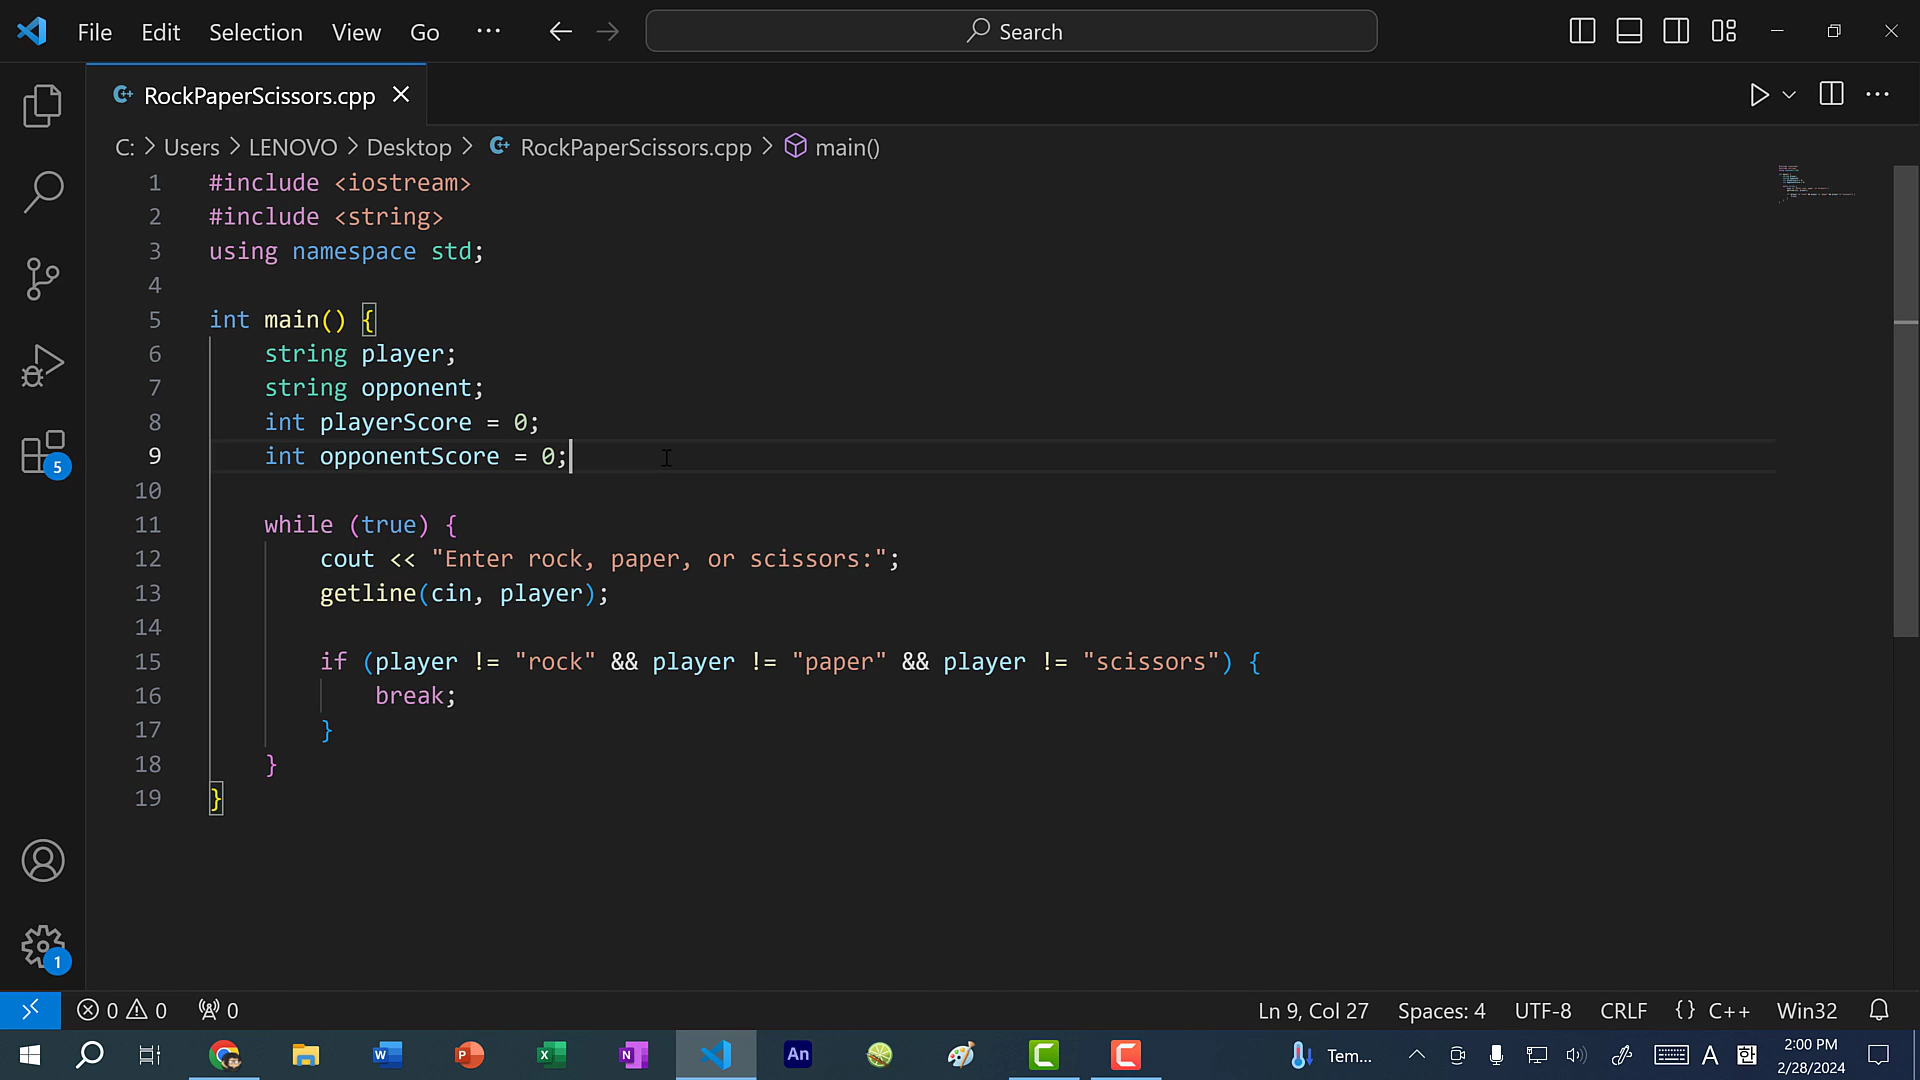 File Edit Selection View Go ··· Search
RockPaperScissors.cpp
C: > Users > LENOVO > Desktop > RockPaperScissors.cpp > main()
1 #include <iostream>
2 #include <string>
3 using namespace std;
4
5 int main() {
6 string player;
7 string opponent;
8 int playerScore = 0;
9 int opponentScore = 0;
10
11 while (true) {
12 cout << "Enter rock, paper, or scissors:";
13 getline(cin, player);
14
15 if (player != "rock" && player != "paper" && player != "scissors") {
16 break;
17 }
18 }
19 }
5
1
0 0 0 Ln 9, Col 27 Spaces: 4 UTF-8 CRLF {} C++ Win32
W P X N An C C Tem... A 한 2:00 PM
2/28/2024